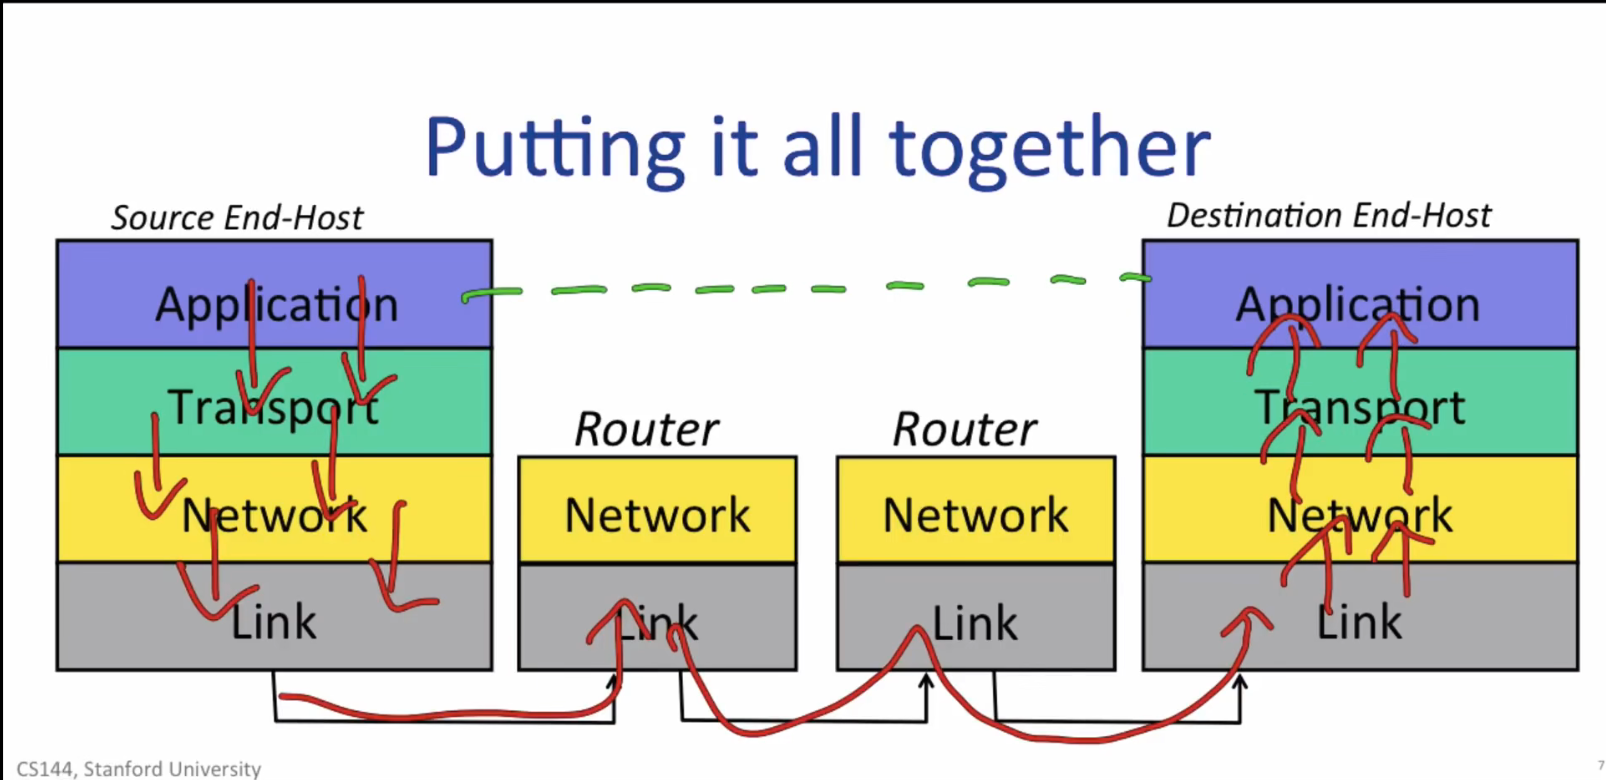 Putting it all together
Source End-Host
Destination End-Host
Application
Application
Transport
Transport
Router
Router
Network
Network
Network
Network
Link
Link
Link
Link
CS144, Stanford University
7